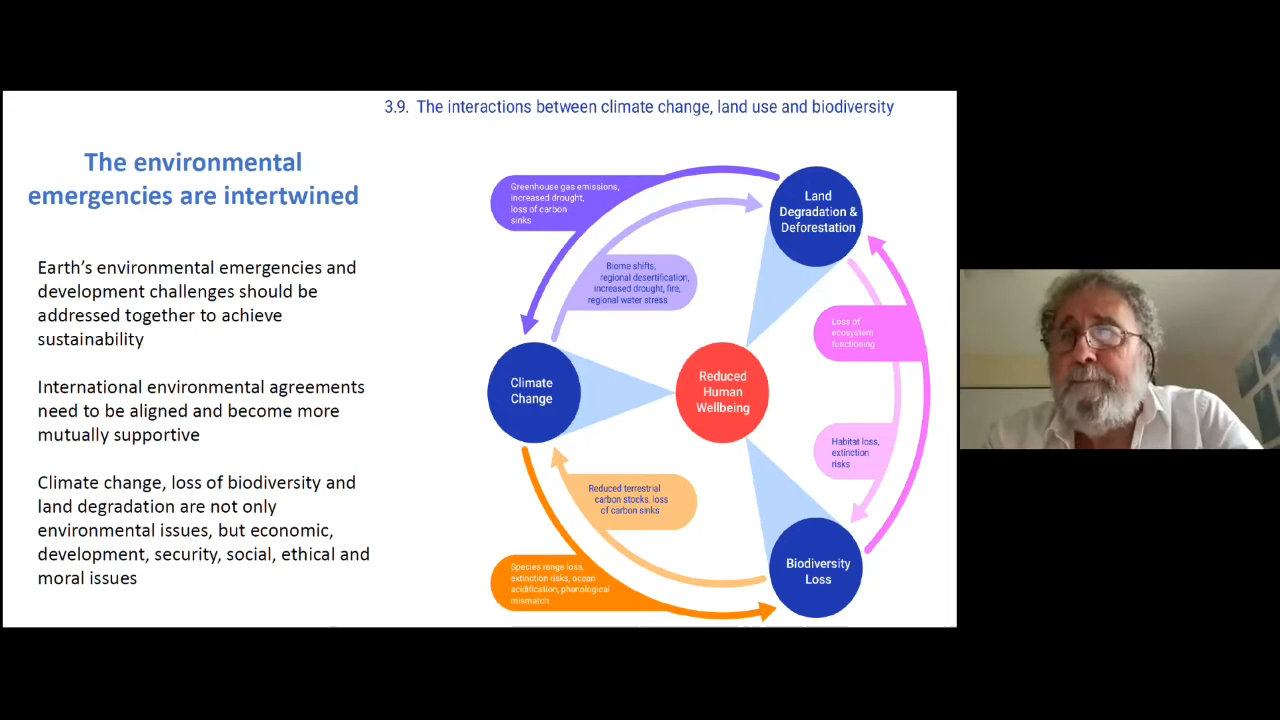 3.9. The interactions between climate change, land use and biodiversity
The environmental
emergencies are intertwined
Earth’s environmental emergencies and
development challenges should be
addressed together to achieve
sustainability
International environmental agreements
need to be aligned and become more
mutually supportive
Climate change, loss of biodiversity and
land degradation are not only
environmental issues, but economic,
development, security, social, ethical and
moral issues
Greenhouse gas emissions,
increased drought,
loss of carbon
sinks
Land
Degradation &
Deforestation
Biome shifts,
regional desertification,
increased drought, fire,
regional water stress
Loss of
ecosystem
functioning
Climate
Change
Reduced
Human
Wellbeing
Habitat loss,
extinction
risks
Reduced terrestrial
carbon stocks, loss
of carbon sinks
Species range loss,
extinction risks, ocean
acidification, phenological
mismatch
Biodiversity
Loss